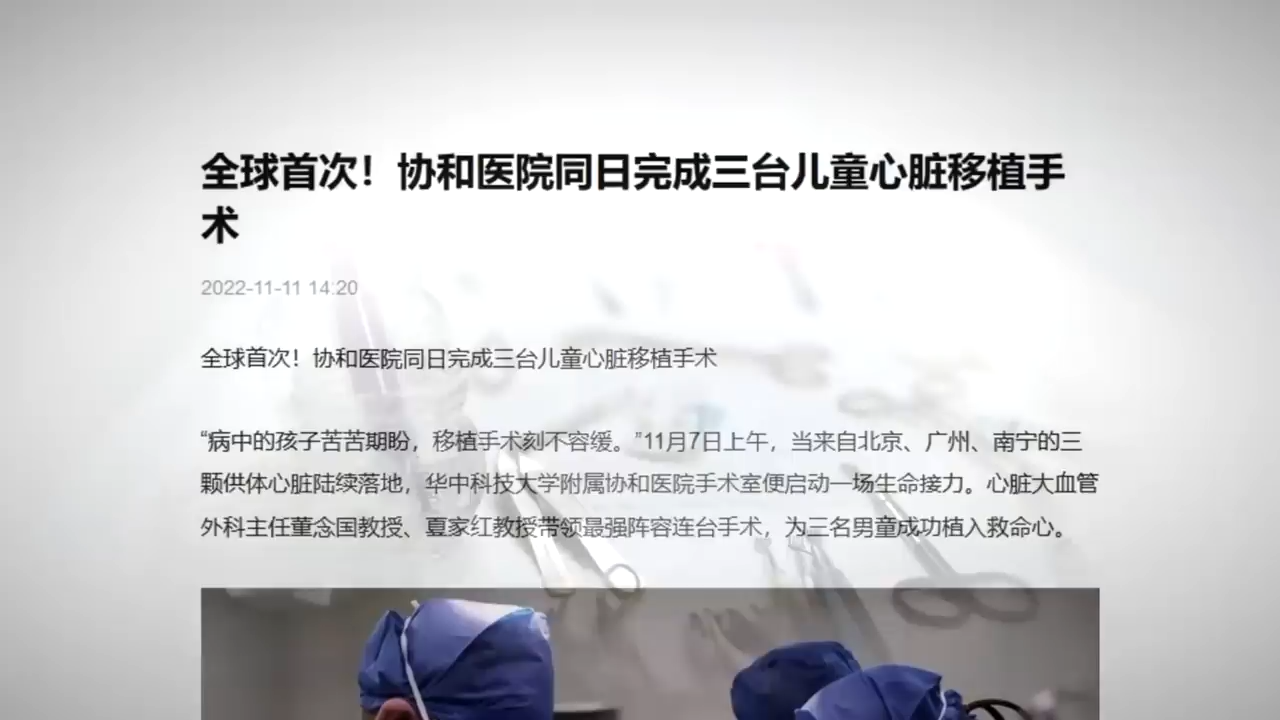 全球首次！协和医院同日完成三台儿童心脏移植手
术
2022-11-11 14:20
全球首次！协和医院同日完成三台儿童心脏移植手术
“病中的孩子苦苦期盼，移植手术刻不容缓。”11月7日上午，当来自北京、广州、南宁的三
颗供体心脏陆续落地，华中科技大学附属协和医院手术室便启动一场生命接力。心脏大血管
外科主任董念国教授、夏家红教授带领最强阵容连台手术，为三名男童成功植入救命心。